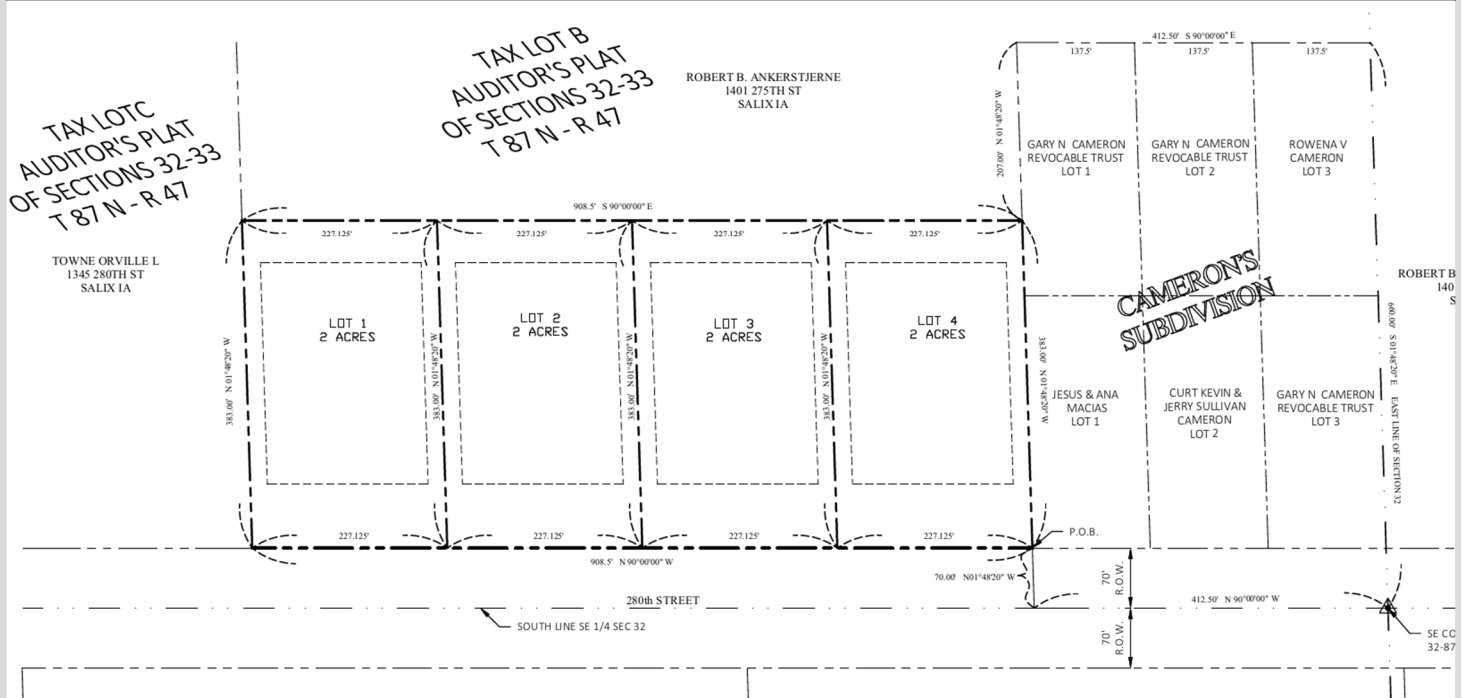 TAX LOTC
AUDITOR'S PLAT
OF SECTIONS 32-33
T 87 N - R 47
TOWNE ORVILLE L
1345 280TH ST
SALIX IA
TAX LOT B
AUDITOR'S PLAT
OF SECTIONS 32-33
T 87 N - R 47
ROBERT B. ANKERSTJERNE
1401 275TH ST
SALIX IA
412.50' S 90°00'00" E
137.5'
137.5'
137.5'
207.00' N 01°48'20" W
GARY N CAMERON
REVOCABLE TRUST
LOT 1
GARY N CAMERON
REVOCABLE TRUST
LOT 2
ROWENA V
CAMERON
LOT 3
908.5' S 90°00'00" E
227.125'
227.125'
227.125'
227.125'
CAMERON'S
SUBDIVISION
ROBERT B
140
S
LOT 1
2 ACRES
LOT 2
2 ACRES
LOT 3
2 ACRES
LOT 4
2 ACRES
383.00' N 01°48'20" W
383.00' N 01°48'20" W
383.00' N 01°48'20" W
383.00' N 01°48'20" W
383.00' N 01°48'20" W
JESUS & ANA
MACIAS
LOT 1
CURT KEVIN &
JERRY SULLIVAN
CAMERON
LOT 2
GARY N CAMERON
REVOCABLE TRUST
LOT 3
660.00' S 01°48'20" E EAST LINE OF SECTION 32
227.125'
227.125'
227.125'
227.125'
P.O.B.
908.5' N 90°00'00" W
70.00' N01°48'20" W
70'
R.O.W.
280th STREET
412.50' N 90°00'00" W
SOUTH LINE SE 1/4 SEC 32
70'
R.O.W.
SE CO
32-87